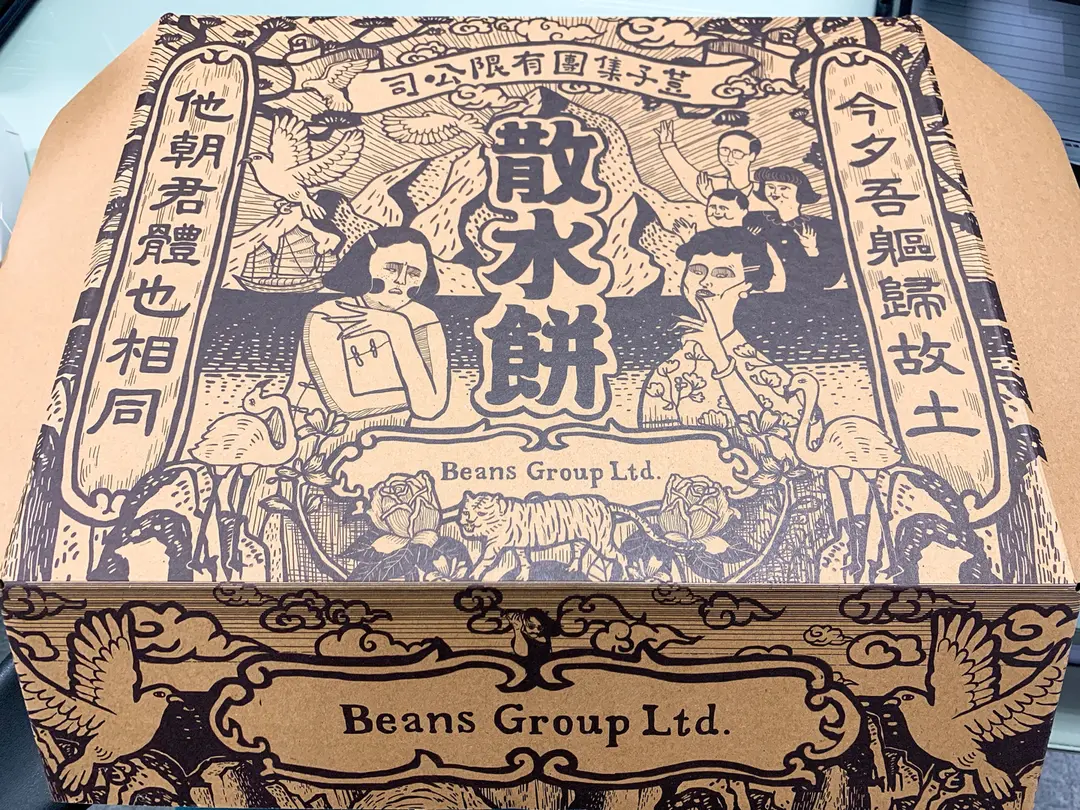 荳子集團有限公司
今夕吾軀歸故土
散水餅
他朝君體也相同
Beans Group Ltd.
Beans Group Ltd.